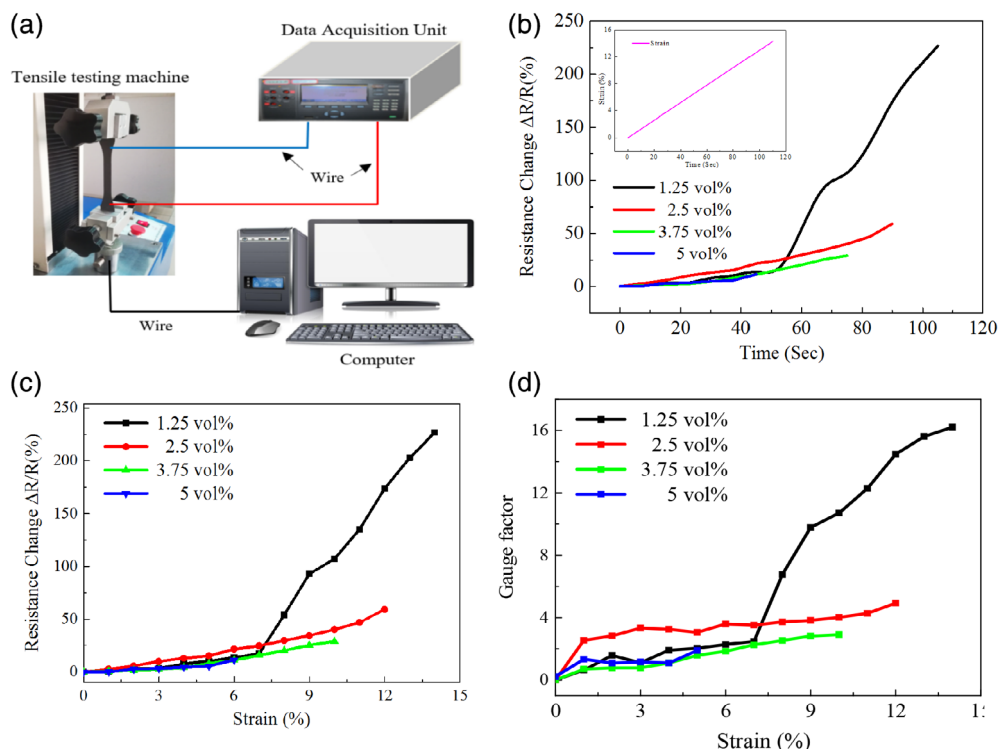 (a)
Data Acquisition Unit
Tensile testing machine
Wire
Wire
Computer
(b)
Resistance Change ΔR/R(%)
250
200
150
100
50
0
0 20 40 60 80 100 120
Time (Sec)
1.25 vol%
2.5 vol%
3.75 vol%
5 vol%
Strain (%)
16
12
8
4
0
Strain
0 20 40 60 80 100 120
Time (Sec)
(c)
Resistance Change ΔR/R(%)
250
200
150
100
50
0
1.25 vol%
2.5 vol%
3.75 vol%
5 vol%
0 3 6 9 12 15
Strain (%)
(d)
Gauge factor
16
12
8
4
0
1.25 vol%
2.5 vol%
3.75 vol%
5 vol%
0 3 6 9 12
Strain (%)